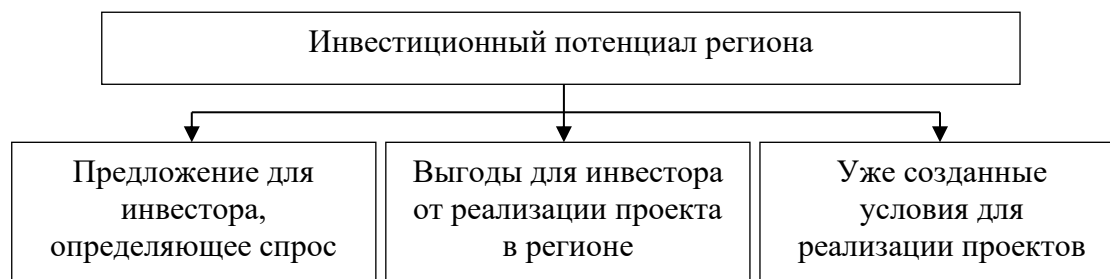 Инвестиционный потенциал региона
Предложение для
инвестора,
определяющее спрос
Выгоды для инвестора
от реализации проекта
в регионе
Уже созданные
условия для
реализации проектов